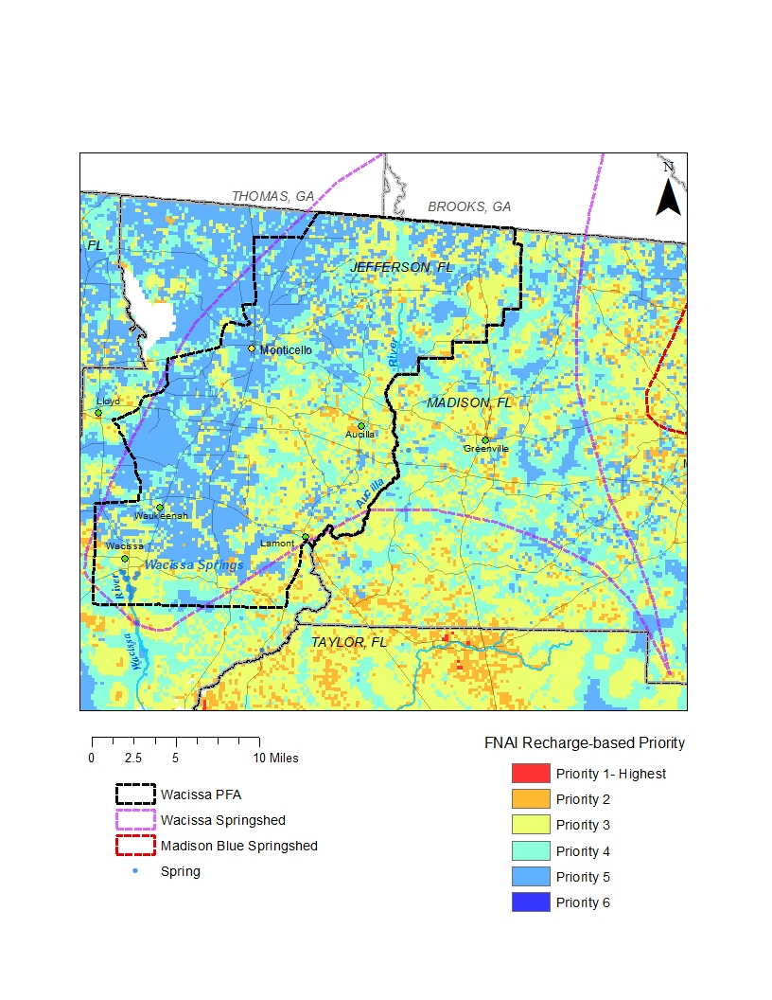 N
THOMAS, GA
BROOKS, GA
FL
JEFFERSON, FL
River
Monticello
Lloyd
MADISON, FL
Aucilla
Greenville
Aucilla
Waukeenah
Lamont
Wacissa
Wacissa Springs
River
Wacissa
TAYLOR, FL
0 2.5 5 10 Miles
Wacissa PFA
Wacissa Springshed
Madison Blue Springshed
Spring
FNAI Recharge-based Priority
Priority 1- Highest
Priority 2
Priority 3
Priority 4
Priority 5
Priority 6